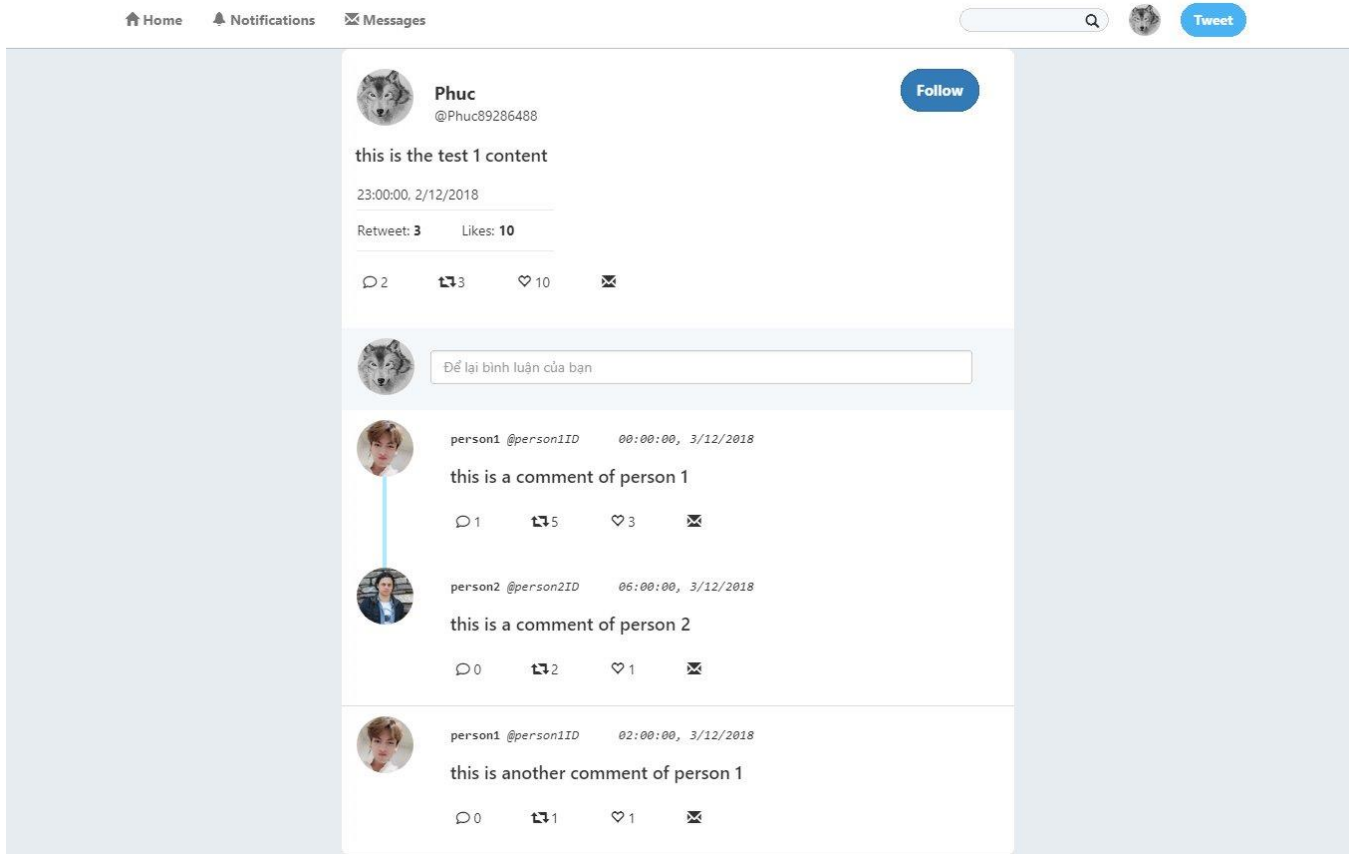 Home Notifications Messages Tweet
Phuc Follow
@Phuc89286488
this is the test 1 content
23:00:00, 2/12/2018
Retweet: 3 Likes: 10
2 3 10
Để lại bình luận của bạn
person1 @person1ID 00:00:00, 3/12/2018
this is a comment of person 1
1 5 3
person2 @person2ID 06:00:00, 3/12/2018
this is a comment of person 2
0 2 1
person1 @person1ID 02:00:00, 3/12/2018
this is another comment of person 1
0 1 1